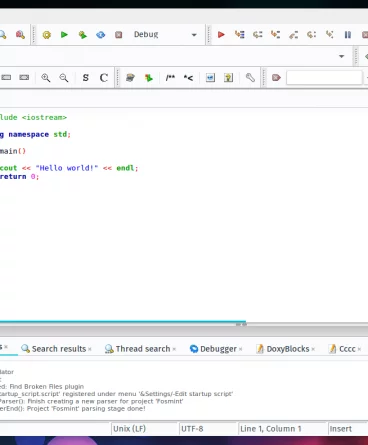 Debug
S C /** *<
lude <iostream>
g namespace std;
main()
cout << "Hello world!" << endl;
return 0;
s × Search results × Thread search × Debugger × DoxyBlocks × Cccc ×
lator
:
ed: Find Broken Files plugin
tartup_script.script' registered under menu '&Settings/-Edit startup script'
Parser(): Finish creating a new parser for project 'Fosmint'
erEnd(): Project 'Fosmint' parsing stage done!
Unix (LF) UTF-8 Line 1, Column 1 Insert